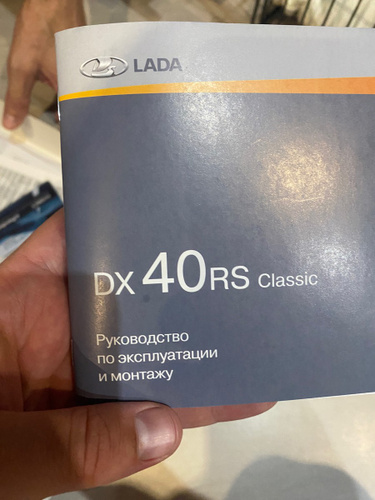 LADA
DX 40RS Classic
Руководство
по эксплуатации
и монтажу